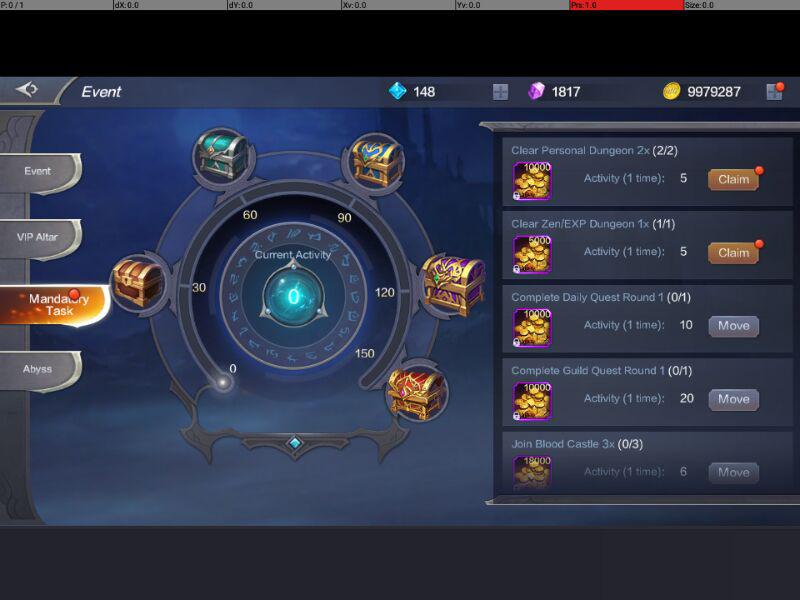 P: 0 / 1 dX: 0.0 dY: 0.0 Xv: 0.0 Yv: 0.0 Prs: 1.0 Size: 0.0
Event 148 1817 9979287
Event
VIP Altar
Mandatory
Task
Abyss
60
90
30
120
0
150
Current Activity
0
Clear Personal Dungeon 2x (2/2)
10000
Activity (1 time): 5 Claim
Clear Zen/EXP Dungeon 1x (1/1)
5000
Activity (1 time): 5 Claim
Complete Daily Quest Round 1 (0/1)
10000
Activity (1 time): 10 Move
Complete Guild Quest Round 1 (0/1)
10000
Activity (1 time): 20 Move
Join Blood Castle 3x (0/3)
18000
Activity (1 time): 6 Move